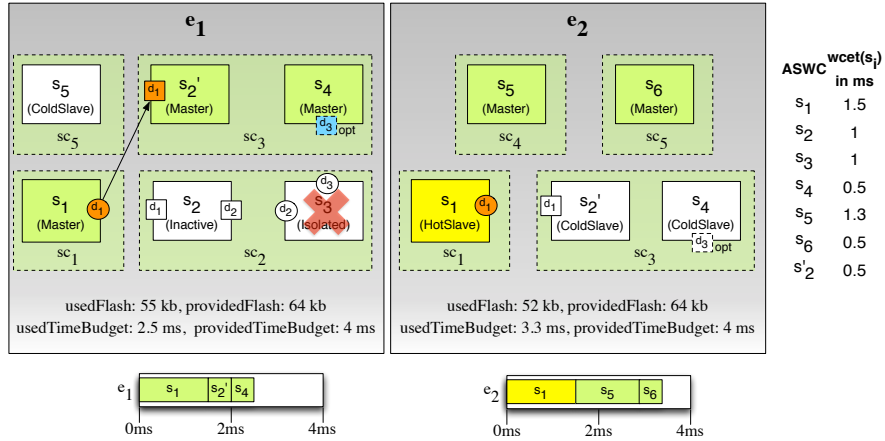 e1
s5
(ColdSlave)
sc5
d1
s2'
(Master)
s4
(Master)
d3 opt
sc3
s1
(Master)
d1
sc1
d1
s2
(Inactive)
d2
d2
d3
s3
(Isolated)
sc2
usedFlash: 55 kb, providedFlash: 64 kb
usedTimeBudget: 2.5 ms, providedTimeBudget: 4 ms
e2
s5
(Master)
sc4
s6
(Master)
sc5
s1
(HotSlave)
d1
sc1
d1
s2'
(ColdSlave)
s4
(ColdSlave)
d3 opt
sc3
usedFlash: 52 kb, providedFlash: 64 kb
usedTimeBudget: 3.3 ms, providedTimeBudget: 4 ms
ASWC wcet(si)
in ms
s1 1.5
s2 1
s3 1
s4 0.5
s5 1.3
s6 0.5
s'2 0.5
e1 s1 s2' s4
0ms 2ms 4ms
e2 s1 s5 s6
0ms 2ms 4ms